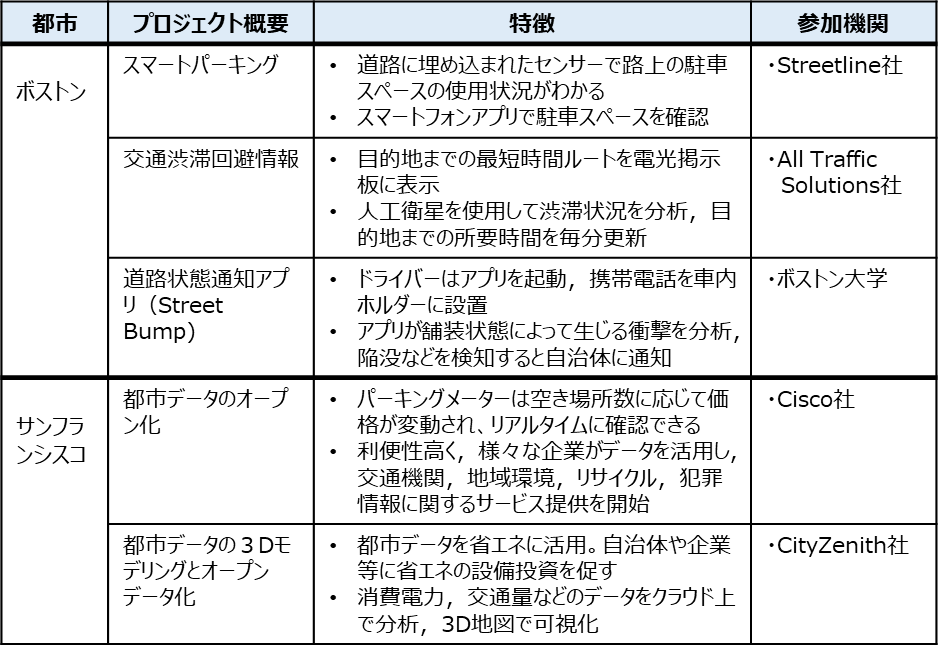 都市
プロジェクト概要
特徴
参加機関
ボストン
スマートパーキング
• 道路に埋め込まれたセンサーで路上の駐車
スペースの使用状況がわかる
• スマートフォンアプリで駐車スペースを確認
・Streetline社
交通渋滞回避情報
• 目的地までの最短時間ルートを電光掲示
板に表示
• 人工衛星を使用して渋滞状況を分析，目
的地までの所要時間を毎分更新
・All Traffic
Solutions社
道路状態通知アプ
リ（Street
Bump）
• ドライバーはアプリを起動，携帯電話を車内
ホルダーに設置
• アプリが舗装状態によって生じる衝撃を分析，
陥没などを検知すると自治体に通知
・ボストン大学
サンフラ
ンシスコ
都市データのオープ
ン化
• パーキングメーターは空き場所数に応じて価
格が変動され、リアルタイムに確認できる
• 利便性高く，様々な企業がデータを活用し，
交通機関，地域環境，リサイクル，犯罪
情報に関するサービス提供を開始
・Cisco社
都市データの３Dモ
デリングとオープン
データ化
• 都市データを省エネに活用。自治体や企業
等に省エネの設備投資を促す
• 消費電力，交通量などのデータをクラウド上
で分析，3D地図で可視化
・CityZenith社